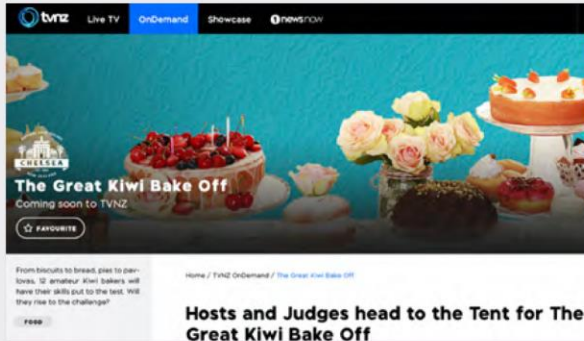 tvnz Live TV OnDemand Showcase 1 newsnow
CHELSEA
The Great Kiwi Bake Off
Coming soon to TVNZ
FAVOURITE
From biscuits to bread, pies to pav-
lovas, 12 amateur Kiwi bakers will
have their skills put to the test. Will
they rise to the challenge?
FOOD
Home / TVNZ OnDemand / The Great Kiwi Bake Off
Hosts and Judges head to the Tent for The
Great Kiwi Bake Off